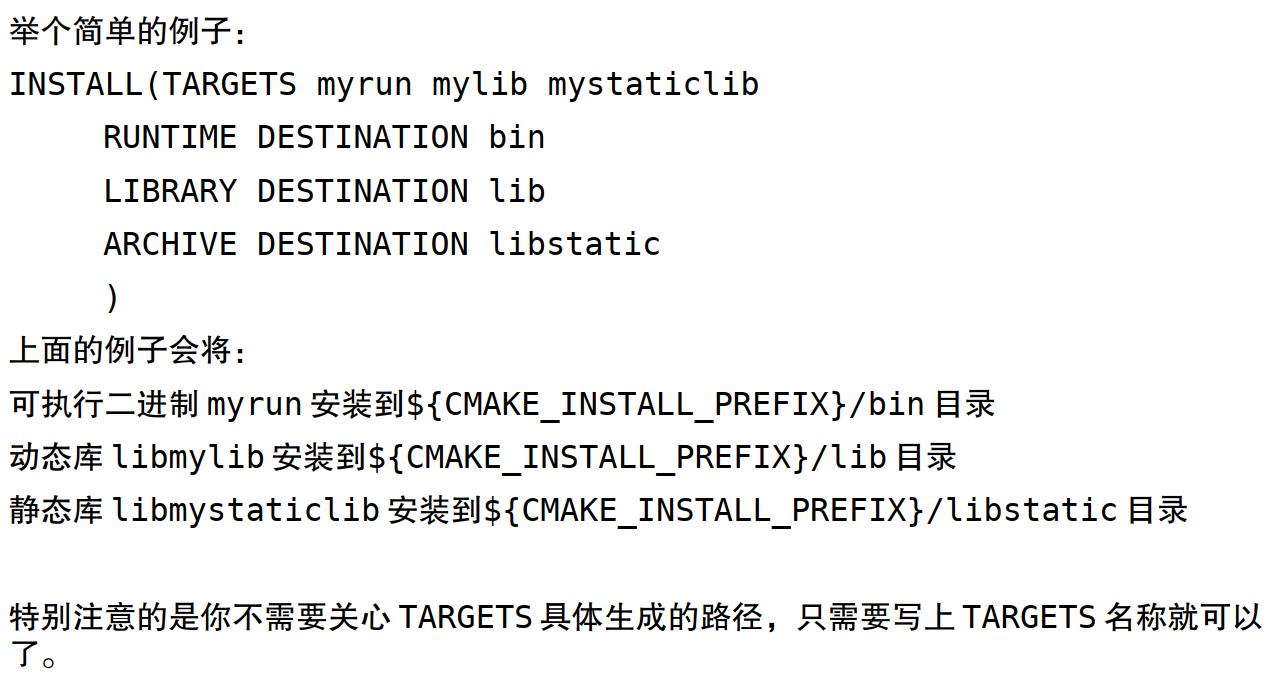 举个简单的例子：
INSTALL(TARGETS myrun mylib mystaticlib
RUNTIME DESTINATION bin
LIBRARY DESTINATION lib
ARCHIVE DESTINATION libstatic
)
上面的例子会将：
可执行二进制 myrun 安装到${CMAKE_INSTALL_PREFIX}/bin 目录
动态库 libmylib 安装到${CMAKE_INSTALL_PREFIX}/lib 目录
静态库 libmystaticlib 安装到${CMAKE_INSTALL_PREFIX}/libstatic 目录
特别注意的是你不需要关心 TARGETS 具体生成的路径，只需要写上 TARGETS 名称就可以
了。